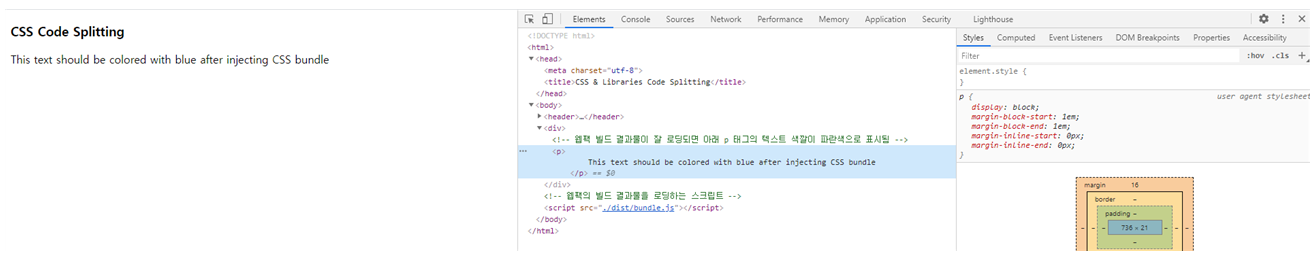 CSS Code Splitting
This text should be colored with blue after injecting CSS bundle
Elements Console Sources Network Performance Memory Application Security Lighthouse
<!DOCTYPE html>
<html>
<head>
<meta charset="utf-8">
<title>CSS & Libraries Code Splitting</title>
</head>
<body>
<header>…</header>
<div>
<!-- 웹팩 빌드 결과물이 잘 로딩되면 아래 p 태그의 텍스트 색깔이 파란색으로 표시됨 -->
<p>
This text should be colored with blue after injecting CSS bundle
</p> == $0
</div>
<!-- 웹팩의 빌드 결과물을 로딩하는 스크립트 -->
<script src="./dist/bundle.js"></script>
</body>
</html>
Styles Computed Event Listeners DOM Breakpoints Properties Accessibility
Filter :hov .cls +
element.style {
}
p { user agent stylesheet
display: block;
margin-block-start: 1em;
margin-block-end: 1em;
margin-inline-start: 0px;
margin-inline-end: 0px;
}
margin 16
border -
padding -
- - - 736 × 21 - - -
-